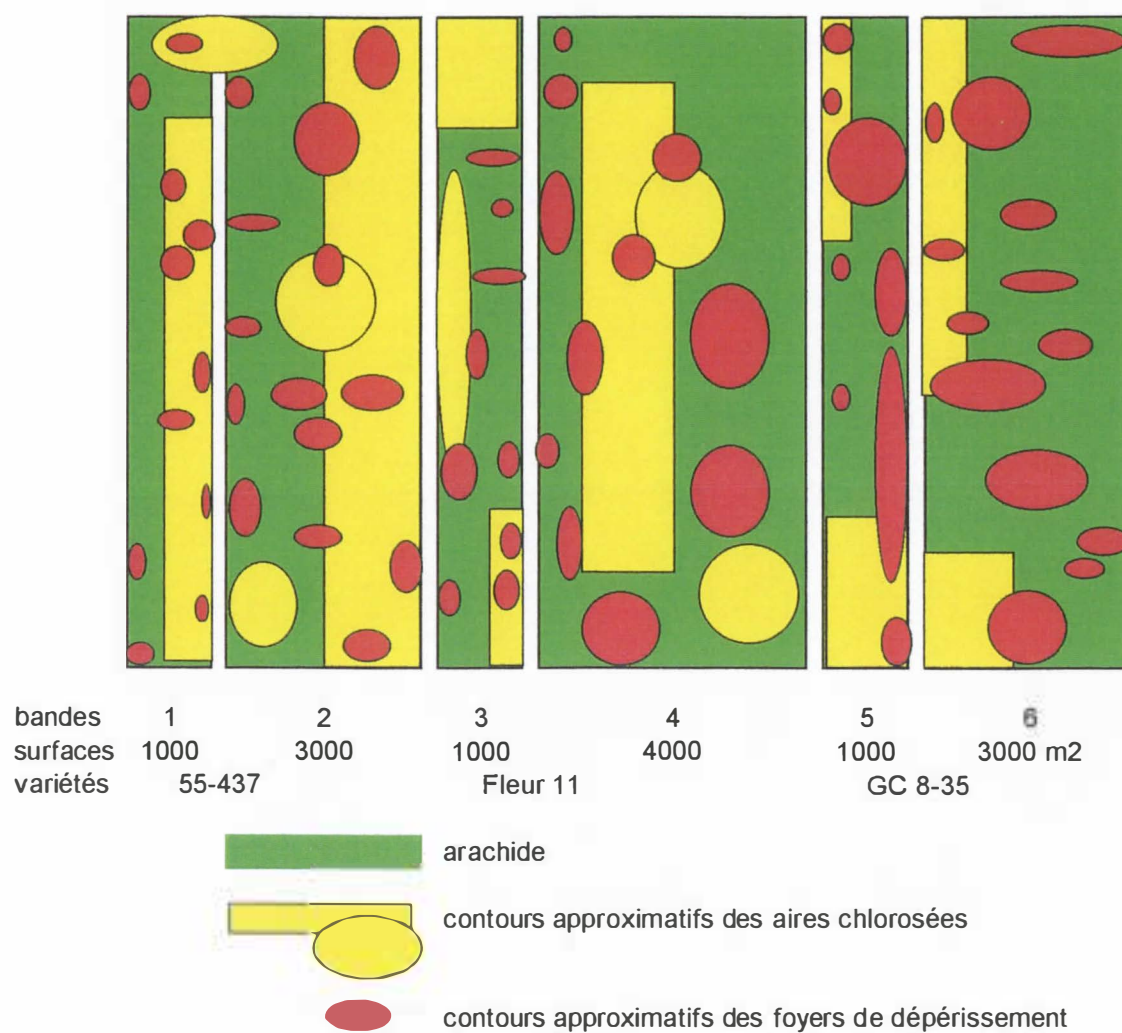 bandes 1 2 3 4 5 6
surfaces 1000 3000 1000 4000 1000 3000 m2
variétés 55-437 Fleur 11 GC 8-35
arachide
contours approximatifs des aires chlorosées
contours approximatifs des foyers de dépérissement